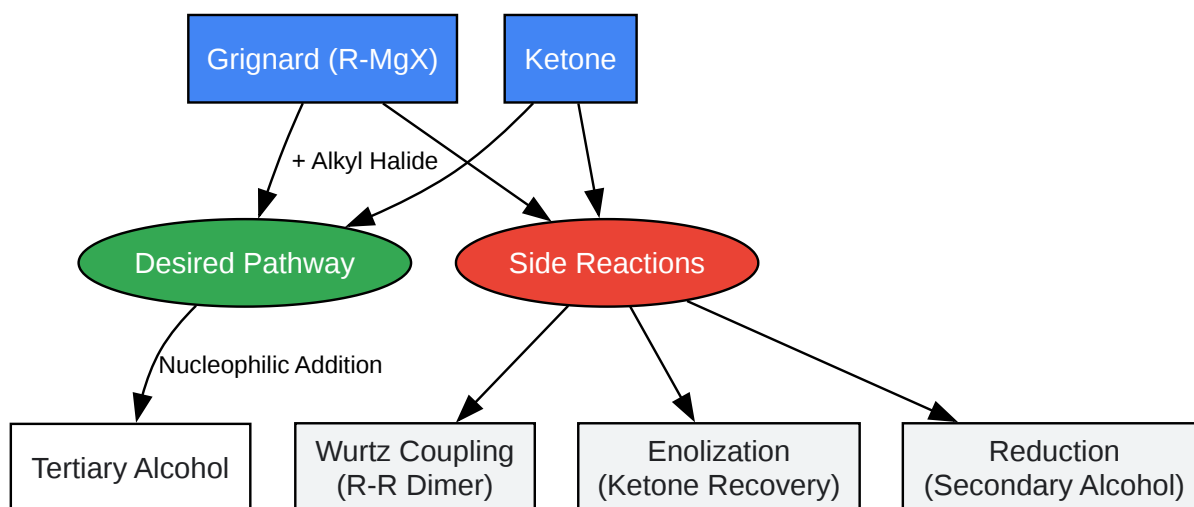 Grignard (R-MgX)
Ketone
+ Alkyl Halide
Desired Pathway
Side Reactions
Nucleophilic Addition
Tertiary Alcohol
Wurtz Coupling
(R-R Dimer)
Enolization
(Ketone Recovery)
Reduction
(Secondary Alcohol)